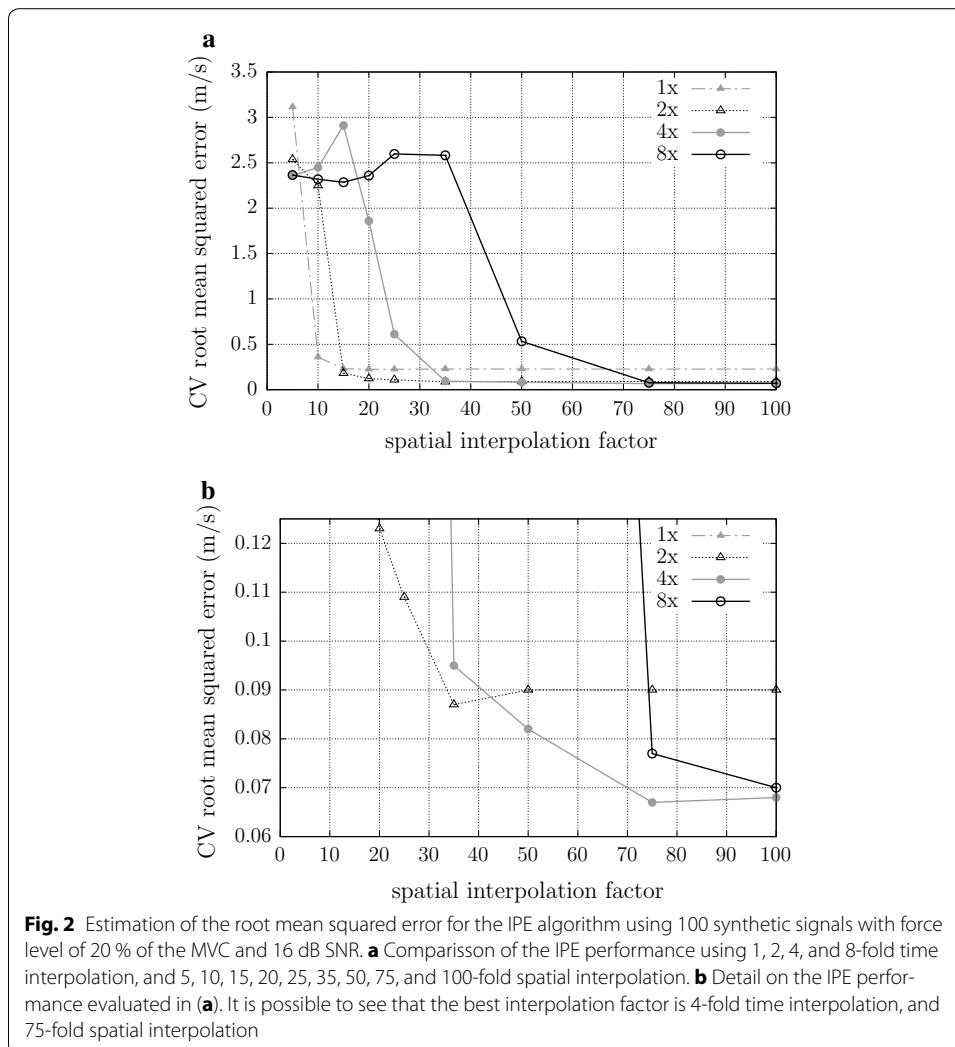 a
3.5
3
2.5
2
1.5
1
0.5
0
CV root mean squared error (m/s)
1x
2x
4x
8x
0 10 20 30 40 50 60 70 80 90 100
spatial interpolation factor
b
0.12
0.11
0.1
0.09
0.08
0.07
0.06
CV root mean squared error (m/s)
1x
2x
4x
8x
0 10 20 30 40 50 60 70 80 90 100
spatial interpolation factor
Fig. 2 Estimation of the root mean squared error for the IPE algorithm using 100 synthetic signals with force
level of 20 % of the MVC and 16 dB SNR. a Comparisson of the IPE performance using 1, 2, 4, and 8-fold time
interpolation, and 5, 10, 15, 20, 25, 35, 50, 75, and 100-fold spatial interpolation. b Detail on the IPE perfor-
mance evaluated in (a). It is possible to see that the best interpolation factor is 4-fold time interpolation, and
75-fold spatial interpolation